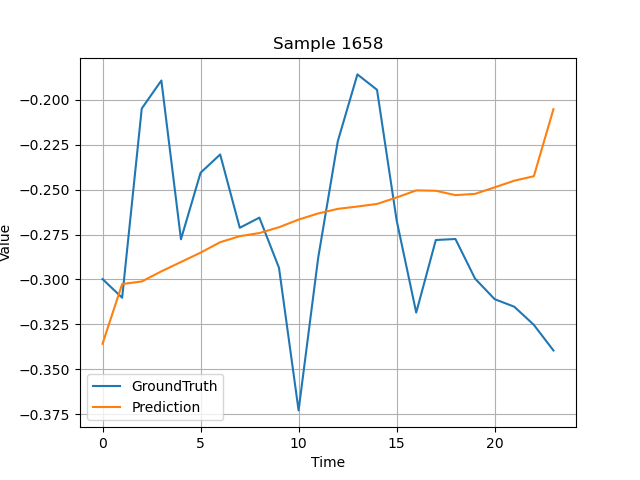 Sample 1658
−0.200
−0.225
−0.250
−0.275
−0.300
−0.325
−0.350
−0.375
Value
GroundTruth
Prediction
0 5 10 15 20
Time